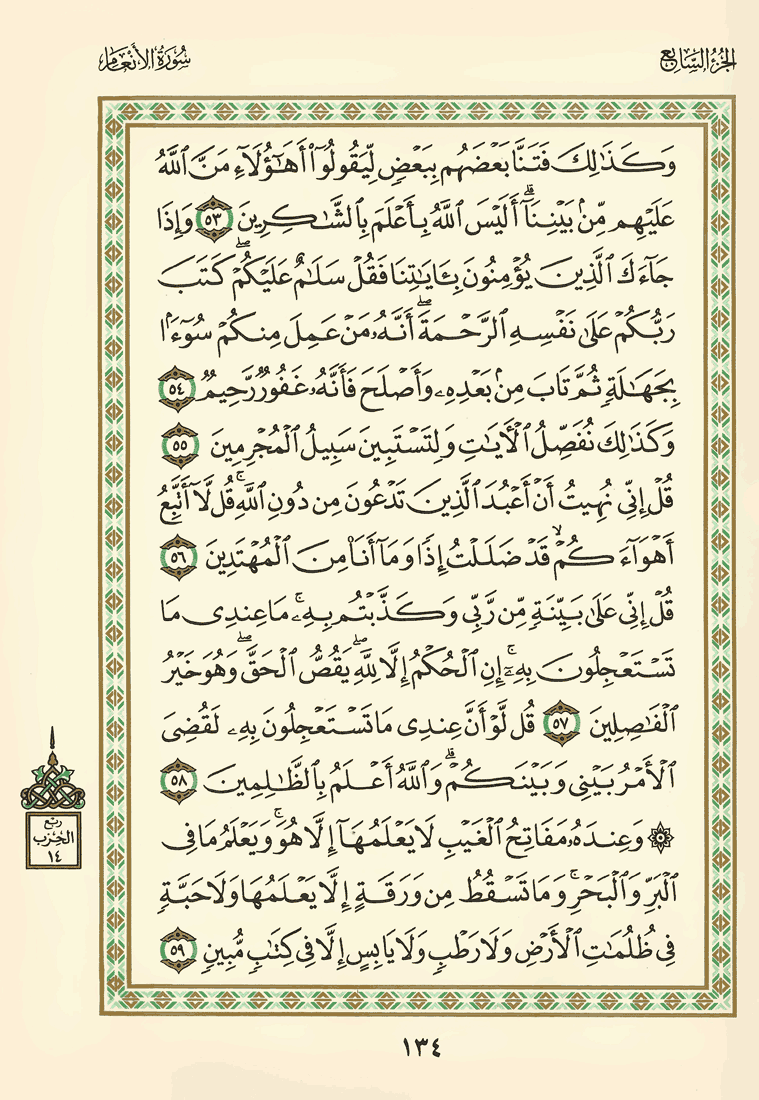 الجزء السابع
سورة الأنعام
وَكَذَٰلِكَ فَتَنَّا بَعْضَهُم بِبَعْضٍ لِّيَقُولُوٓا۟ أَهَـٰٓؤُلَآءِ مَنَّ ٱللَّهُ
عَلَيْهِم مِّنۢ بَيْنِنَآ ۗ أَلَيْسَ ٱللَّهُ بِأَعْلَمَ بِٱلشَّـٰكِرِينَ ٥٣ وَإِذَا
جَآءَكَ ٱلَّذِينَ يُؤْمِنُونَ بِـَٔايَـٰتِنَا فَقُلْ سَلَـٰمٌ عَلَيْكُمْ ۖ كَتَبَ
رَبُّكُمْ عَلَىٰ نَفْسِهِ ٱلرَّحْمَةَ ۖ أَنَّهُۥ مَنْ عَمِلَ مِنكُمْ سُوٓءًۢا
بِجَهَـٰلَةٍ ثُمَّ تَابَ مِنۢ بَعْدِهِۦ وَأَصْلَحَ فَأَنَّهُۥ غَفُورٌ رَّحِيمٌ ٥٤
وَكَذَٰلِكَ نُفَصِّلُ ٱلْـَٔايَـٰتِ وَلِتَسْتَبِينَ سَبِيلُ ٱلْمُجْرِمِينَ ٥٥
قُلْ إِنِّى نُهِيتُ أَنْ أَعْبُدَ ٱلَّذِينَ تَدْعُونَ مِن دُونِ ٱللَّهِ ۚ قُل لَّآ أَتَّبِعُ
أَهْوَآءَكُمْ ۙ قَدْ ضَلَلْتُ إِذًا وَمَآ أَنَا۠ مِنَ ٱلْمُهْتَدِينَ ٥٦
قُلْ إِنِّى عَلَىٰ بَيِّنَةٍ مِّن رَّبِّى وَكَذَّبْتُم بِهِۦ ۚ مَا عِندِى مَا
تَسْتَعْجِلُونَ بِهِۦٓ ۚ إِنِ ٱلْحُكْمُ إِلَّا لِلَّهِ ۖ يَقُصُّ ٱلْحَقَّ ۖ وَهُوَ خَيْرُ
ٱلْفَـٰصِلِينَ ٥٧ قُل لَّوْ أَنَّ عِندِى مَا تَسْتَعْجِلُونَ بِهِۦ لَقُضِىَ
ٱلْأَمْرُ بَيْنِى وَبَيْنَكُمْ ۗ وَٱللَّهُ أَعْلَمُ بِٱلظَّـٰلِمِينَ ٥٨
۞ وَعِندَهُۥ مَفَاتِحُ ٱلْغَيْبِ لَا يَعْلَمُهَآ إِلَّا هُوَ ۚ وَيَعْلَمُ مَا فِى
ٱلْبَرِّ وَٱلْبَحْرِ ۚ وَمَا تَسْقُطُ مِن وَرَقَةٍ إِلَّا يَعْلَمُهَا وَلَا حَبَّةٍ
فِى ظُلُمَـٰتِ ٱلْأَرْضِ وَلَا رَطْبٍ وَلَا يَابِسٍ إِلَّا فِى كِتَـٰبٍ مُّبِينٍ ٥٩
ربع
الحزب
١٤
١٣٤